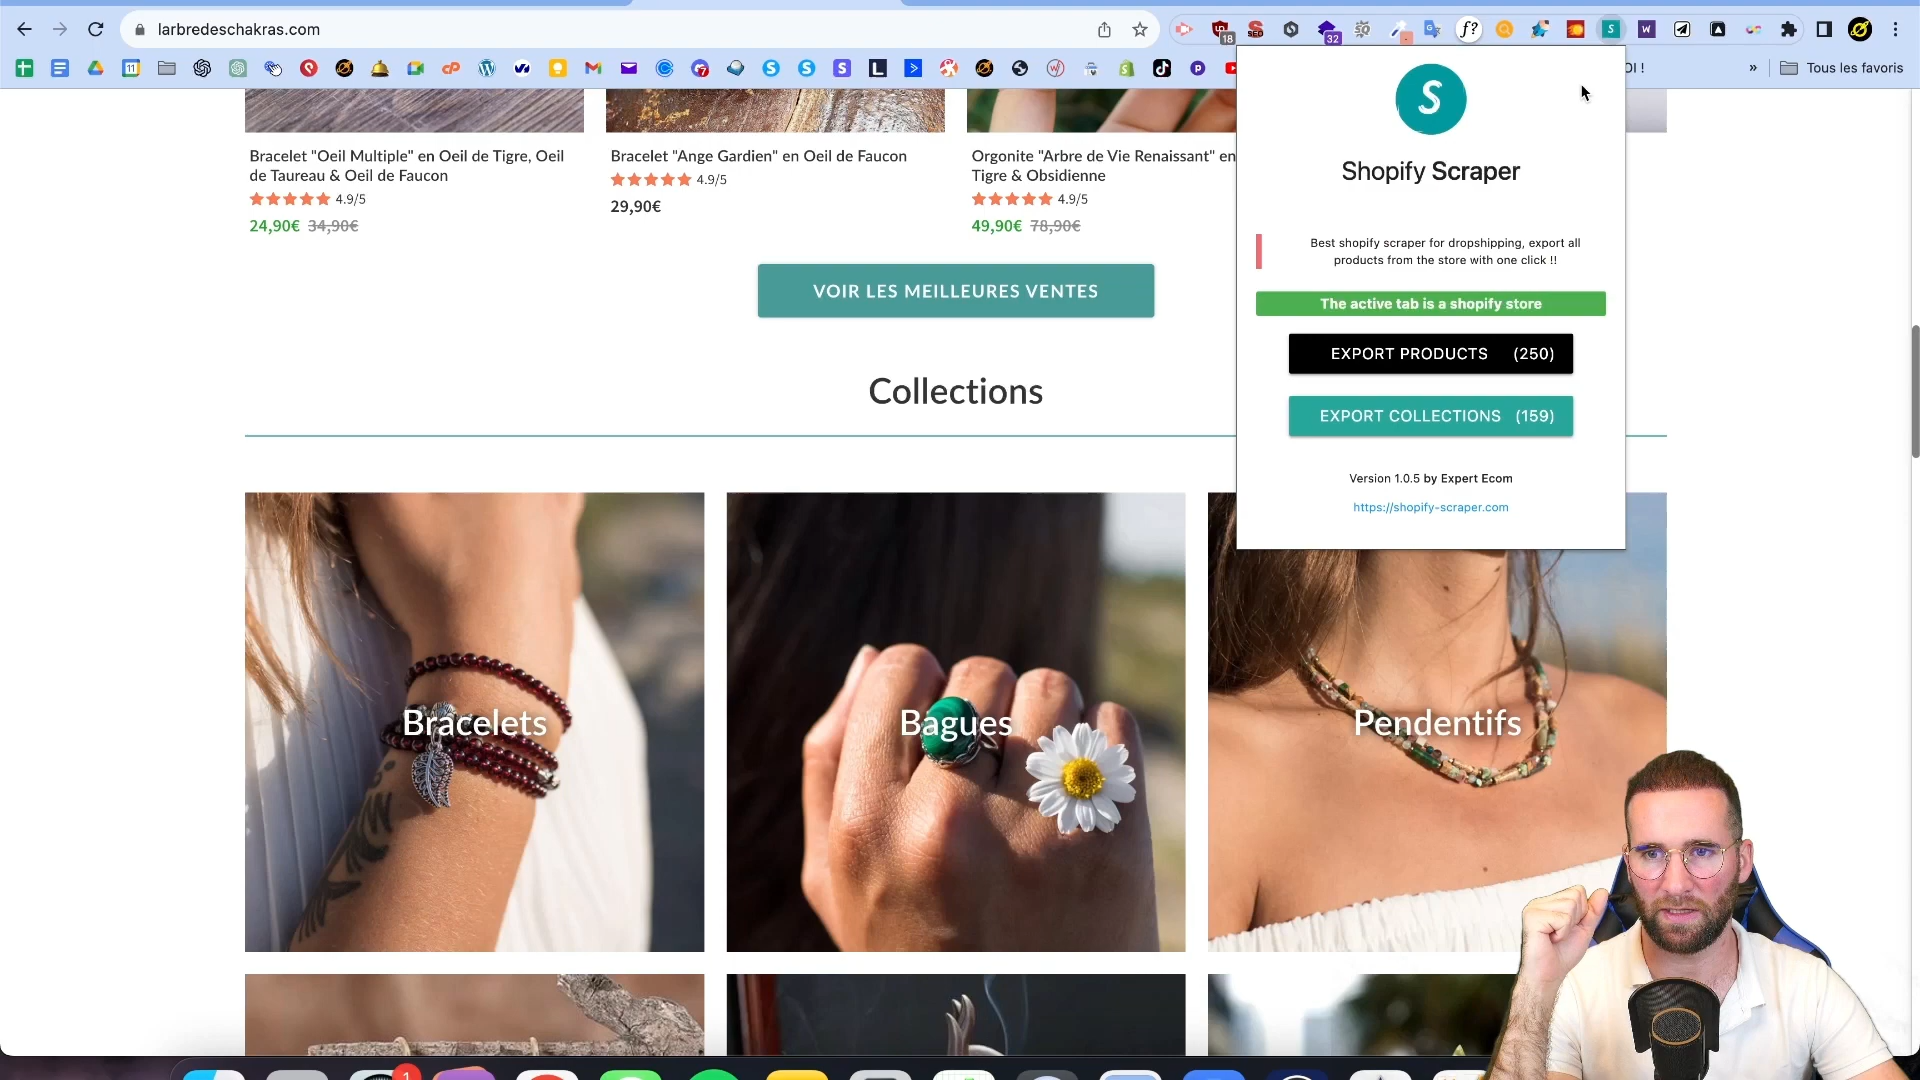 larbredeschakras.com
18
SEO
32
f?
S
W
11
Tous les favoris
Bracelet "Oeil Multiple" en Oeil de Tigre, Oeil
de Taureau & Oeil de Faucon
4.9/5
24,90€ 34,90€
Bracelet "Ange Gardien" en Oeil de Faucon
4.9/5
29,90€
Orgonite "Arbre de Vie Renaissant" en
Tigre & Obsidienne
4.9/5
49,90€ 78,90€
VOIR LES MEILLEURES VENTES
Collections
Bracelets
Bagues
Pendentifs
S
Shopify Scraper
Best shopify scraper for dropshipping, export all
products from the store with one click !!
The active tab is a shopify store
EXPORT PRODUCTS (250)
EXPORT COLLECTIONS (159)
Version 1.0.5 by Expert Ecom
https://shopify-scraper.com
1